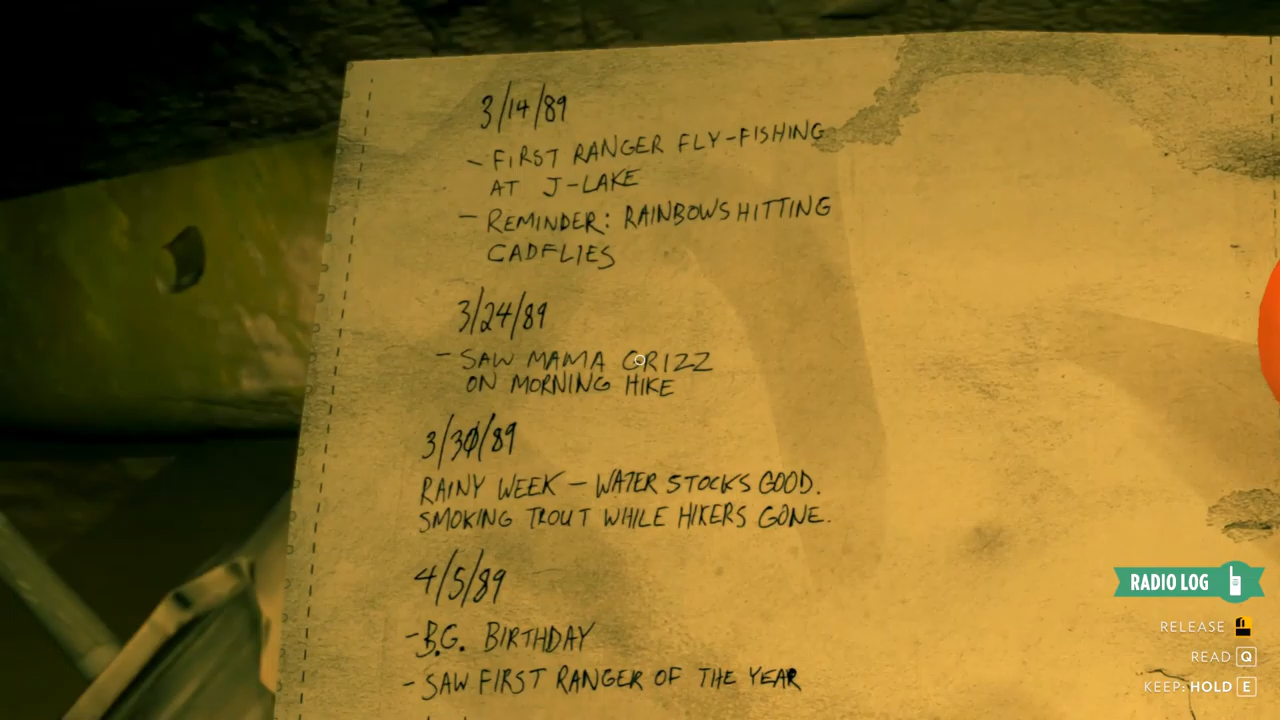 3/14/89
- FIRST RANGER FLY-FISHING
AT J-LAKE
- REMINDER: RAINBOWS HITTING
CADFLIES
3/24/89
- SAW MAMA GRIZZ
ON MORNING HIKE
3/30/89
RAINY WEEK - WATER STOCKS GOOD.
SMOKING TROUT WHILE HIKERS GONE.
4/5/89
- B.G. BIRTHDAY
- SAW FIRST RANGER OF THE YEAR
RADIO LOG
RELEASE
READ Q
KEEP: HOLD E